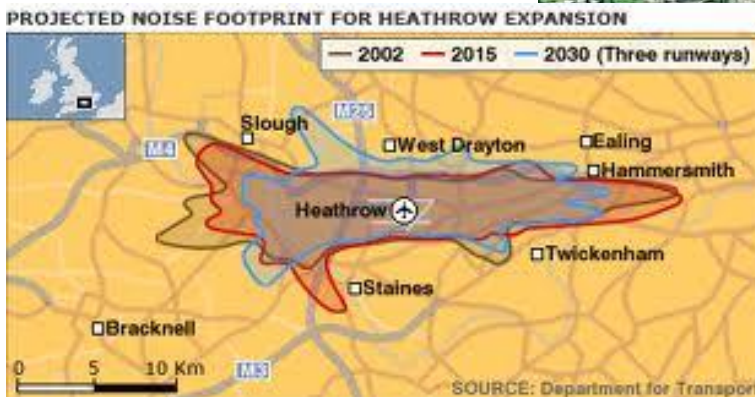 PROJECTED NOISE FOOTPRINT FOR HEATHROW EXPANSION
2002 2015 2030 (Three runways)
M25
Slough
West Drayton
Ealing
M4
Hammersmith
Heathrow
Twickenham
Staines
Bracknell
0 5 10 Km
M3
SOURCE: Department for Transport